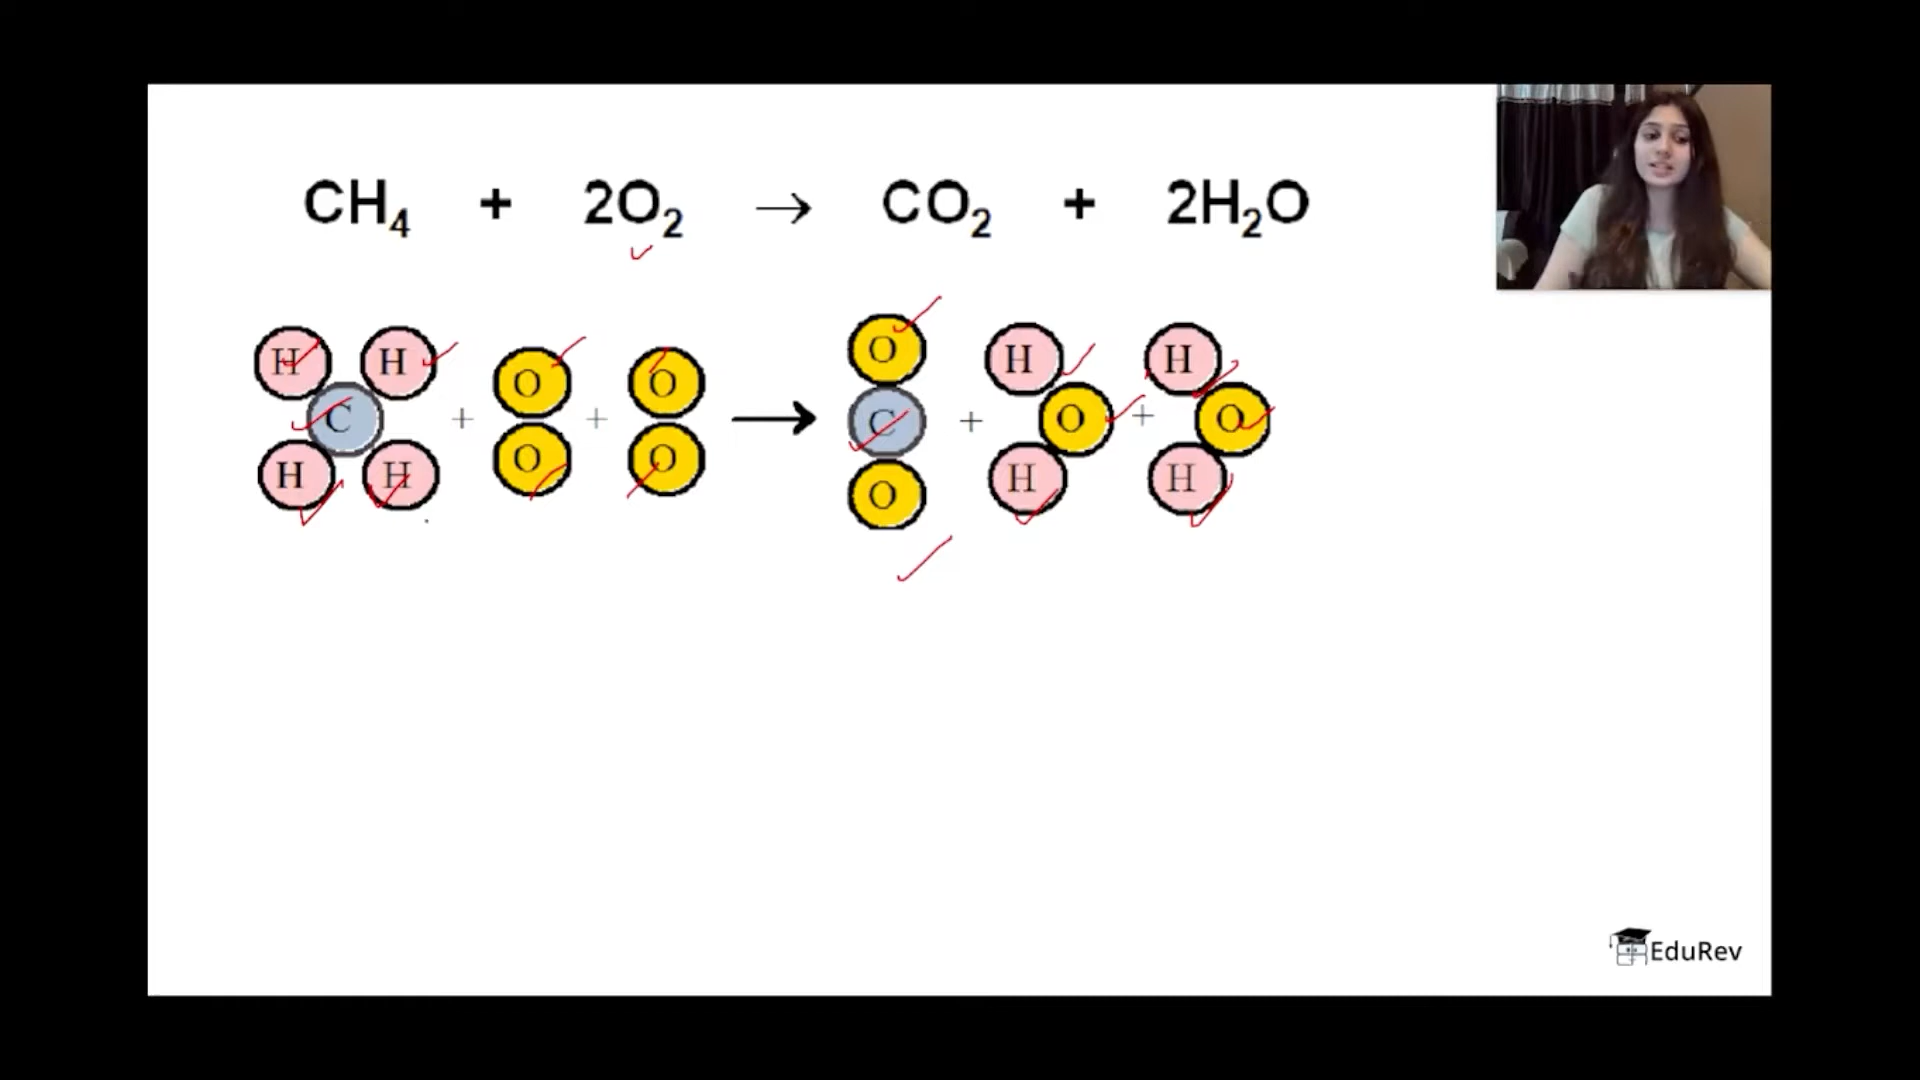 CH₄ + 2O₂ → CO₂ + 2H₂O
H H O O O H H
C + + → C + O + O
H H O O O H H
EduRev